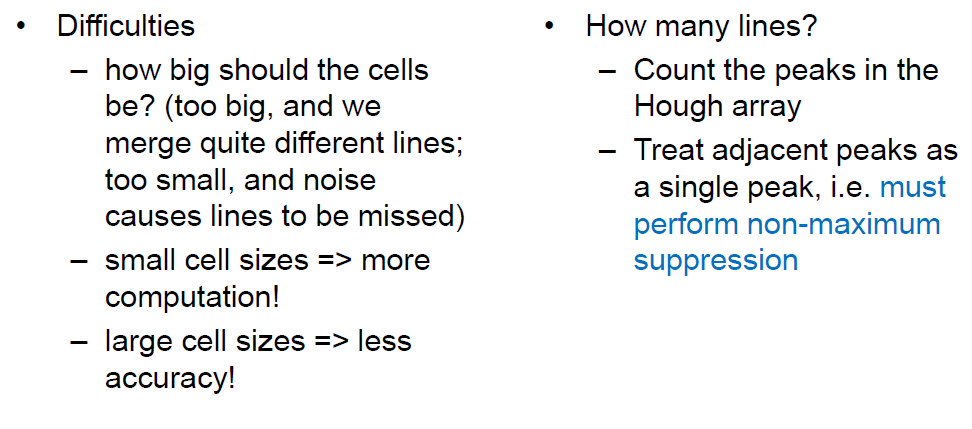 • Difficulties
– how big should the cells
be? (too big, and we
merge quite different lines;
too small, and noise
causes lines to be missed)
– small cell sizes => more
computation!
– large cell sizes => less
accuracy!
• How many lines?
– Count the peaks in the
Hough array
– Treat adjacent peaks as
a single peak, i.e. must
perform non-maximum
suppression